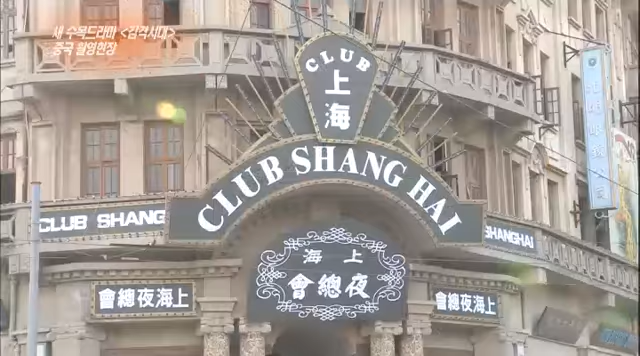 새 수목드라마 <감격시대>
중국 촬영현장
CLUB
上海
CLUB SHANG HAI
CLUB SHANG
SHANGHAI
上海
夜總會
上海夜總會
上海夜總會